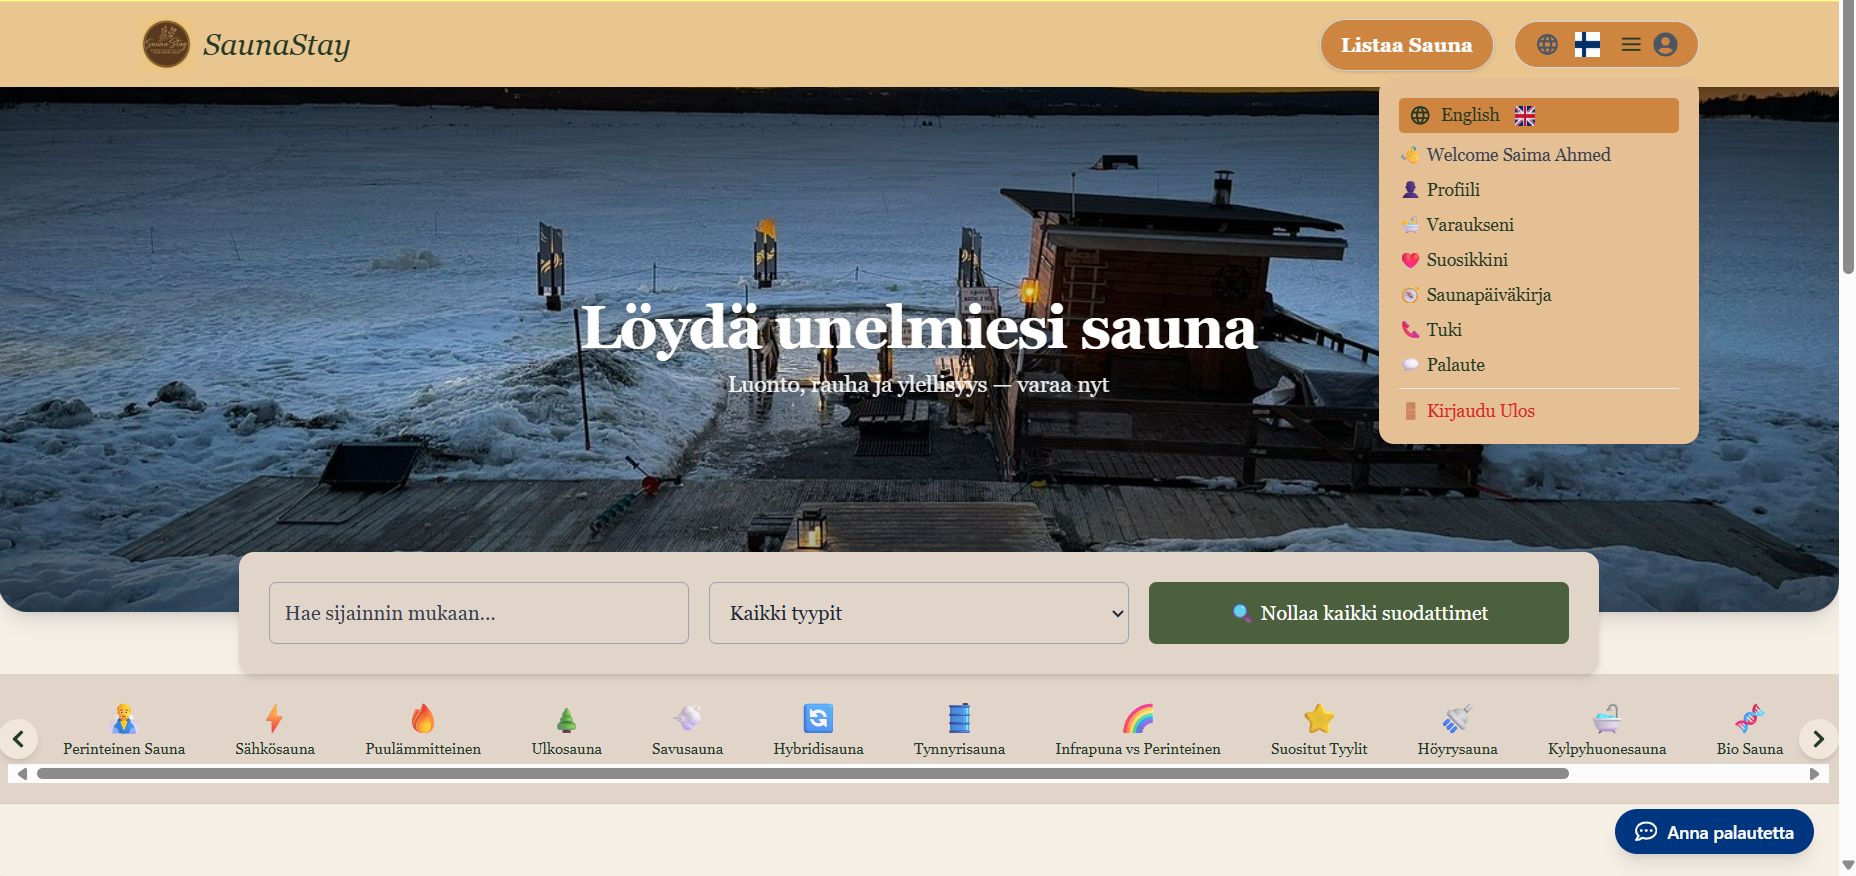 SaunaStay
Listaa Sauna
English
Welcome Saima Ahmed
Profiili
Varaukseni
Suosikkini
Saunapäiväkirja
Tuki
Palaute
Kirjaudu Ulos
Löydä unelmiesi sauna
Luonto, rauha ja ylellisyys — varaa nyt
Hae sijainnin mukaan...
Kaikki tyypit
Nollaa kaikki suodattimet
Perinteinen Sauna
Sähkösauna
Puulämmitteinen
Ulkosauna
Savusauna
Hybridisauna
Tynnyrisauna
Infrapuna vs Perinteinen
Suositut Tyylit
Höyrysauna
Kylpyhuonesauna
Bio Sauna
Anna palautetta